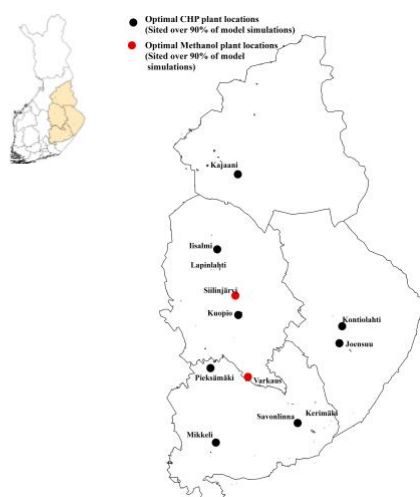 Optimal CHP plant locations
(Sited over 90% of model simulations)
Optimal Methanol plant locations
(Sited over 90% of model
simulations)
Kajaani
Iisalmi
Lapinlahti
Siilinjärvi
Kuopio
Kontiolahti
Joensuu
Pieksämäki
Varkaus
Savonlinna
Kerimäki
Mikkeli